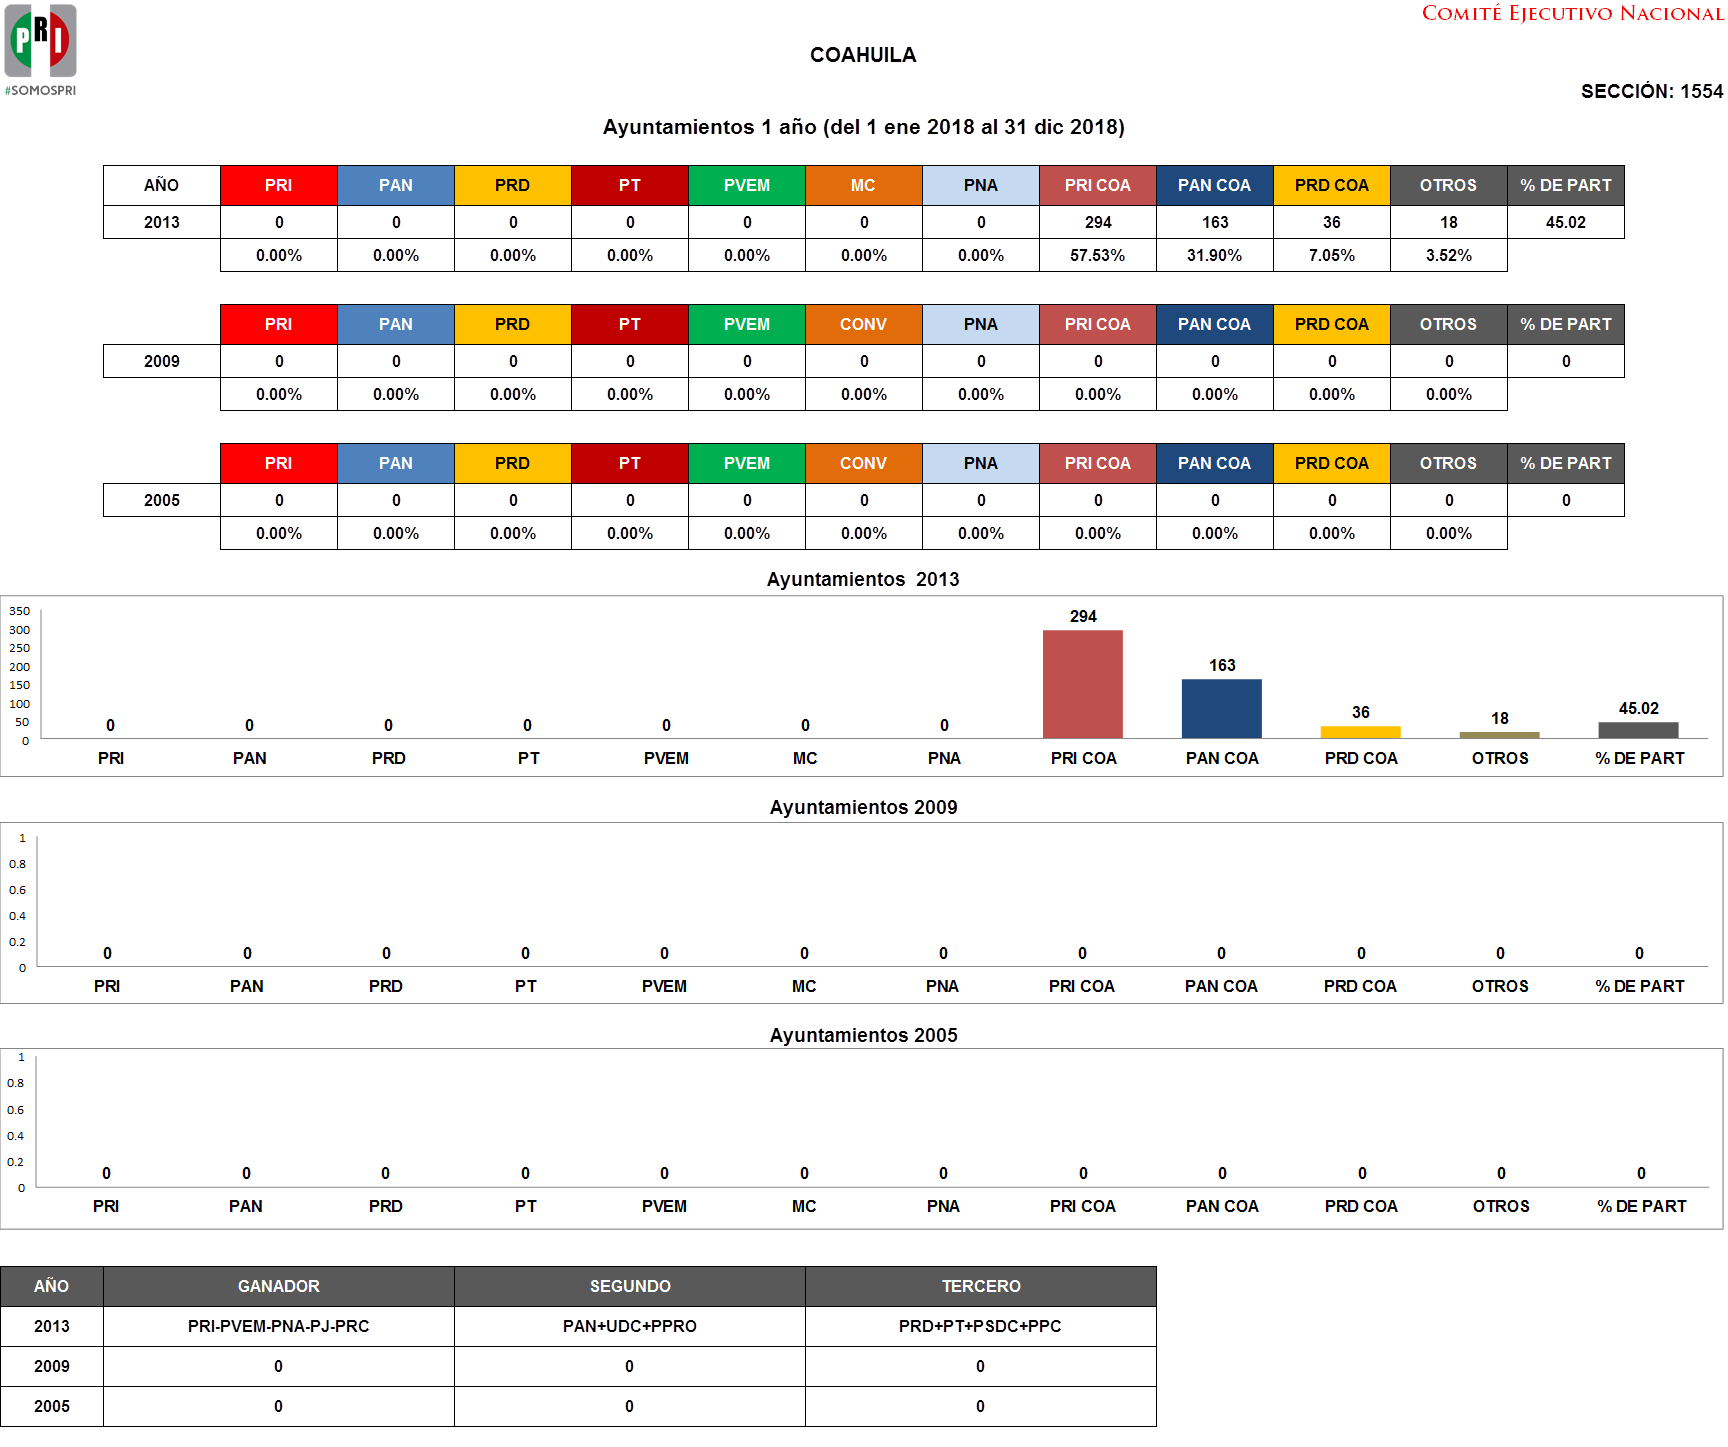 COMITÉ EJECUTIVO NACIONAL
PRI
#SOMOSPRI
COAHUILA
SECCIÓN: 1554
Ayuntamientos 1 año (del 1 ene 2018 al 31 dic 2018)
AÑO PRI PAN PRD PT PVEM MC PNA PRI COA PAN COA PRD COA OTROS % DE PART
2013 0 0 0 0 0 0 0 294 163 36 18 45.02
0.00% 0.00% 0.00% 0.00% 0.00% 0.00% 0.00% 57.53% 31.90% 7.05% 3.52%
PRI PAN PRD PT PVEM CONV PNA PRI COA PAN COA PRD COA OTROS % DE PART
2009 0 0 0 0 0 0 0 0 0 0 0 0
0.00% 0.00% 0.00% 0.00% 0.00% 0.00% 0.00% 0.00% 0.00% 0.00% 0.00%
PRI PAN PRD PT PVEM CONV PNA PRI COA PAN COA PRD COA OTROS % DE PART
2005 0 0 0 0 0 0 0 0 0 0 0 0
0.00% 0.00% 0.00% 0.00% 0.00% 0.00% 0.00% 0.00% 0.00% 0.00% 0.00%
Ayuntamientos 2013
350
300
250
200
150
100
50
0
0 0 0 0 0 0 0 294 163 36 18 45.02
PRI PAN PRD PT PVEM MC PNA PRI COA PAN COA PRD COA OTROS % DE PART
Ayuntamientos 2009
1
0.8
0.6
0.4
0.2
0
0 0 0 0 0 0 0 0 0 0 0 0
PRI PAN PRD PT PVEM MC PNA PRI COA PAN COA PRD COA OTROS % DE PART
Ayuntamientos 2005
1
0.8
0.6
0.4
0.2
0
0 0 0 0 0 0 0 0 0 0 0 0
PRI PAN PRD PT PVEM MC PNA PRI COA PAN COA PRD COA OTROS % DE PART
AÑO GANADOR SEGUNDO TERCERO
2013 PRI-PVEM-PNA-PJ-PRC PAN+UDC+PPRO PRD+PT+PSDC+PPC
2009 0 0 0
2005 0 0 0